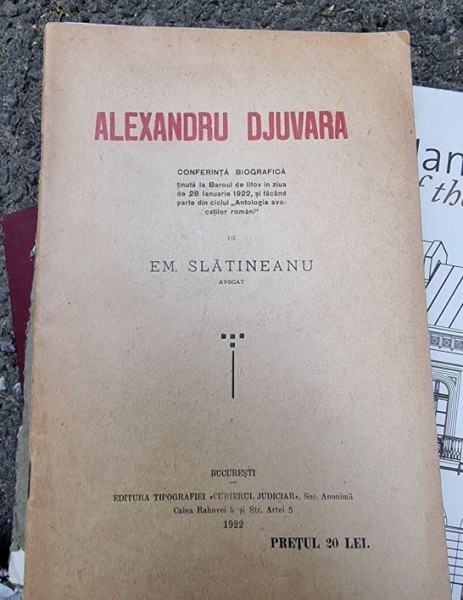 ALEXANDRU DJUVARA
CONFERINȚĂ BIOGRAFICĂ
ținută la Baroul de Ilfov în ziua
de 28 Ianuarie 1922, și făcând
parte din ciclul „Antologia avo-
caților români"
DE
EM. SLĂTINEANU
AVOCAT
BUCUREȘTI
EDITURA TIPOGRAFIEI «CURIERUL JUDICIAR», Soc. Anonimă
Calea Rahovei 5 și Str. Artei 5
1922
PREȚUL 20 LEI.
of the